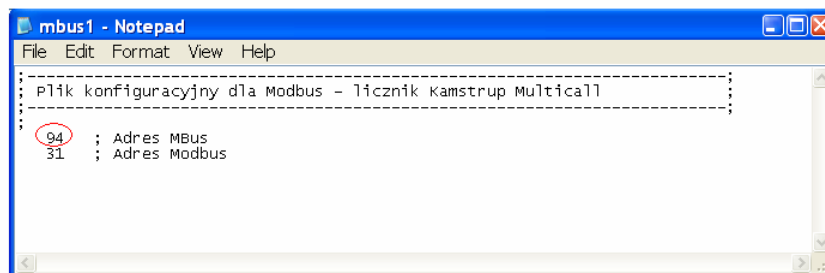 mbus1 - Notepad
File Edit Format View Help
;-----------------------------------------------------------------------;
; Plik konfiguracyjny dla Modbus - licznik Kamstrup Multicall ;
;-----------------------------------------------------------------------;
;
94 ; Adres MBus
31 ; Adres Modbus